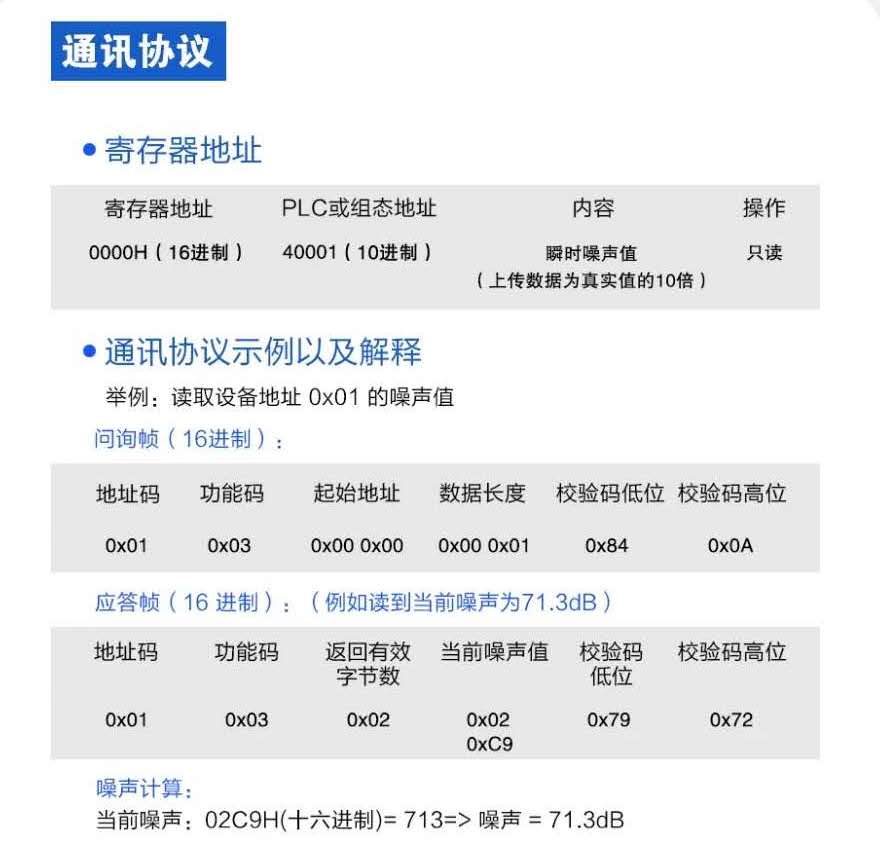 通讯协议
寄存器地址
寄存器地址 PLC或组态地址 内容 操作
0000H（16进制） 40001（10进制） 瞬时噪声值 只读
（上传数据为真实值的10倍）
通讯协议示例以及解释
举例：读取设备地址 0x01 的噪声值
问询帧（16进制）：
地址码 功能码 起始地址 数据长度 校验码低位 校验码高位
0x01 0x03 0x00 0x00 0x00 0x01 0x84 0x0A
应答帧（16 进制）：（例如读到当前噪声为71.3dB）
地址码 功能码 返回有效 当前噪声值 校验码 校验码高位
字节数 低位
0x01 0x03 0x02 0x02 0x79 0x72
0xC9
噪声计算：
当前噪声：02C9H(十六进制)= 713=> 噪声 = 71.3dB